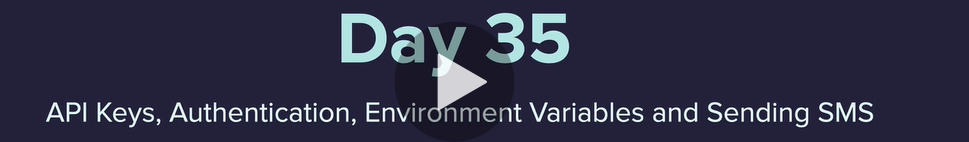 Day 35
API Keys, Authentication, Environment Variables and Sending SMS